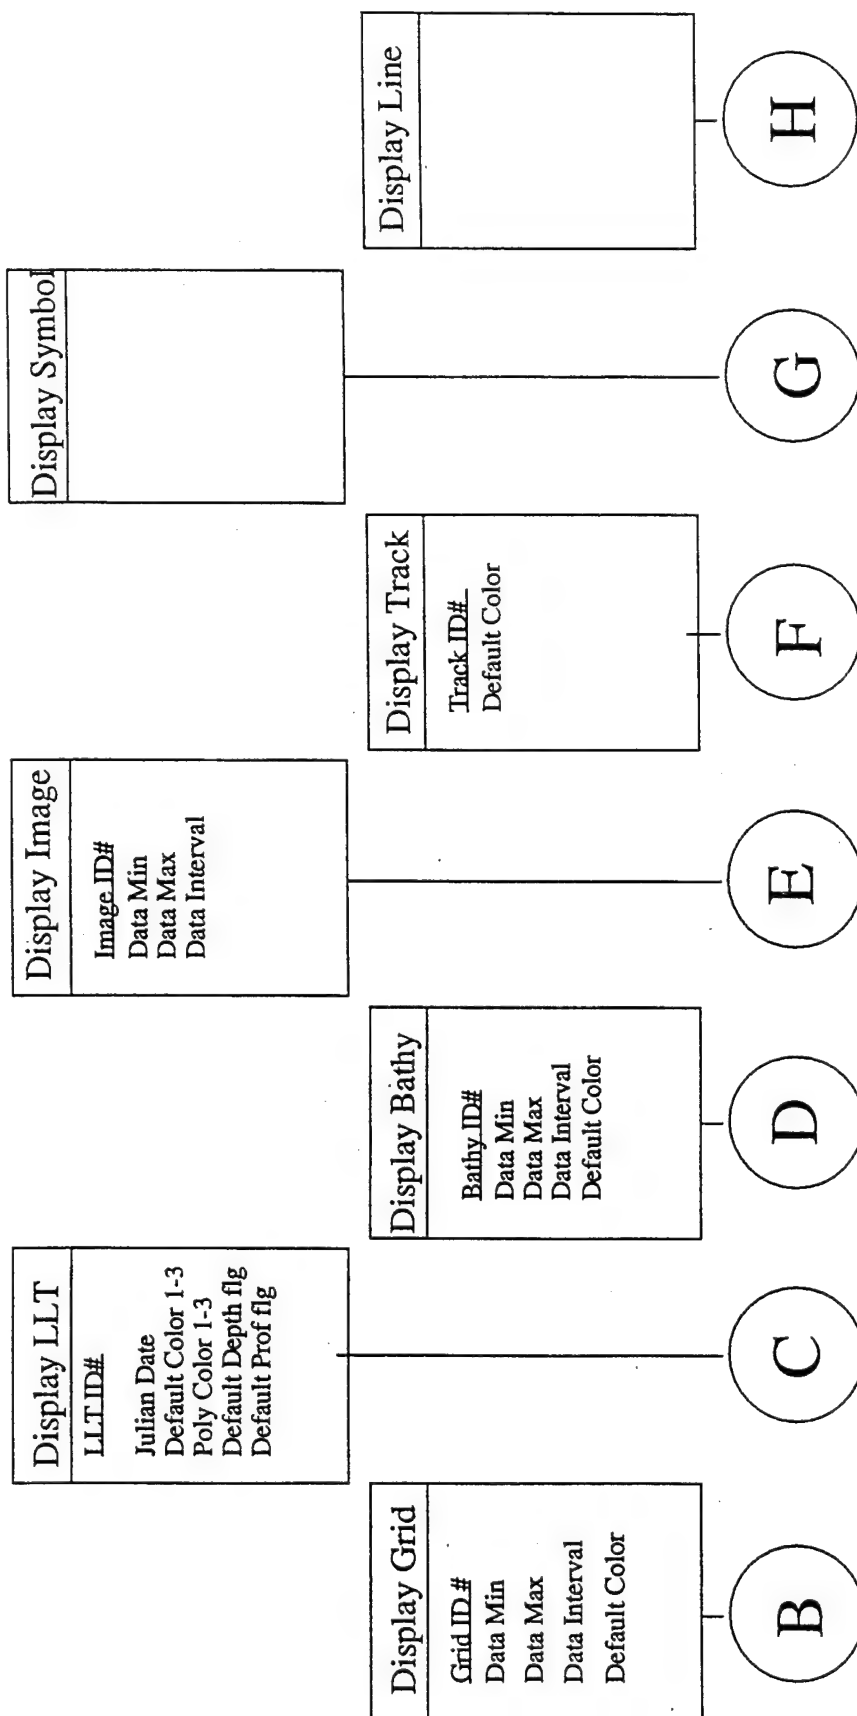 Display Grid
Grid ID #
Data Min
Data Max
Data Interval
Default Color
B
Display LLT
LLT ID#
Julian Date
Default Color 1-3
Poly Color 1-3
Default Depth flg
Default Prof flg
C
Display Bathy
Bathy ID#
Data Min
Data Max
Data Interval
Default Color
D
Display Image
Image ID#
Data Min
Data Max
Data Interval
E
Display Track
Track ID#
Default Color
F
Display Symbol
G
Display Line
H